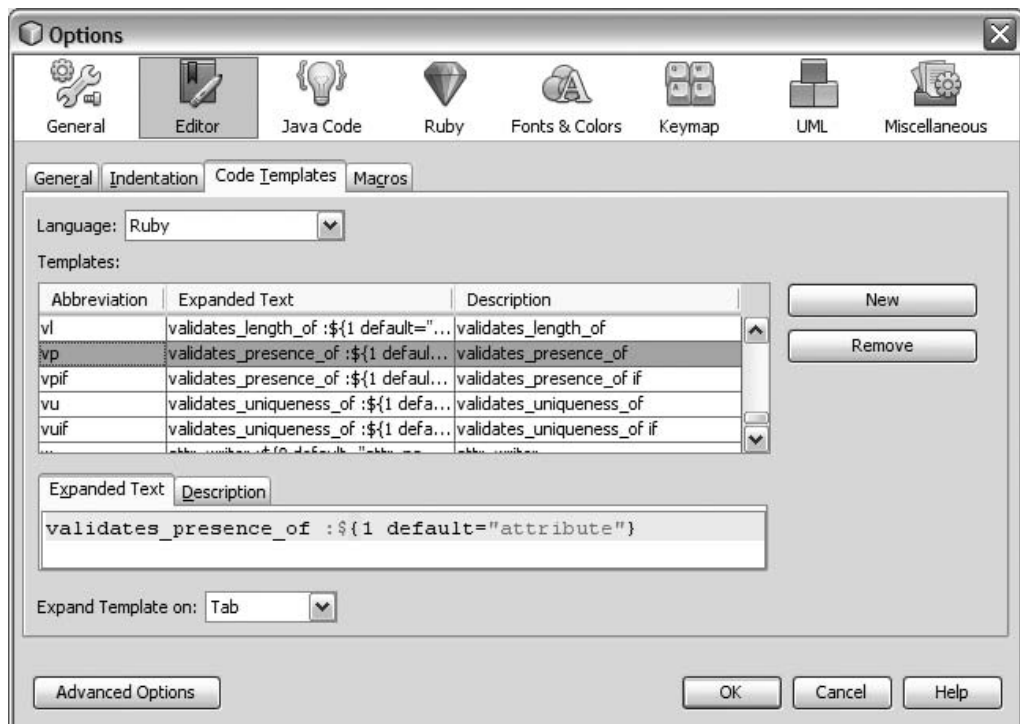 Options
General Editor Java Code Ruby Fonts & Colors Keymap UML Miscellaneous
General Indentation Code Templates Macros
Language: Ruby
Templates:
Abbreviation Expanded Text Description
New
vl validates_length_of :${1 default="... validates_length_of
vp validates_presence_of :${1 defaul... validates_presence_of
Remove
vpif validates_presence_of :${1 defaul... validates_presence_of if
vu validates_uniqueness_of :${1 defa... validates_uniqueness_of
vuif validates_uniqueness_of :${1 defa... validates_uniqueness_of if
Expanded Text Description
validates_presence_of :${1 default="attribute"}
Expand Template on: Tab
Advanced Options OK Cancel Help